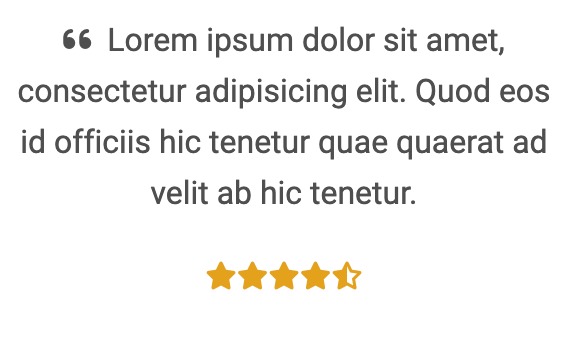 “ Lorem ipsum dolor sit amet,
consectetur adipisicing elit. Quod eos
id officiis hic tenetur quae quaerat ad
velit ab hic tenetur.